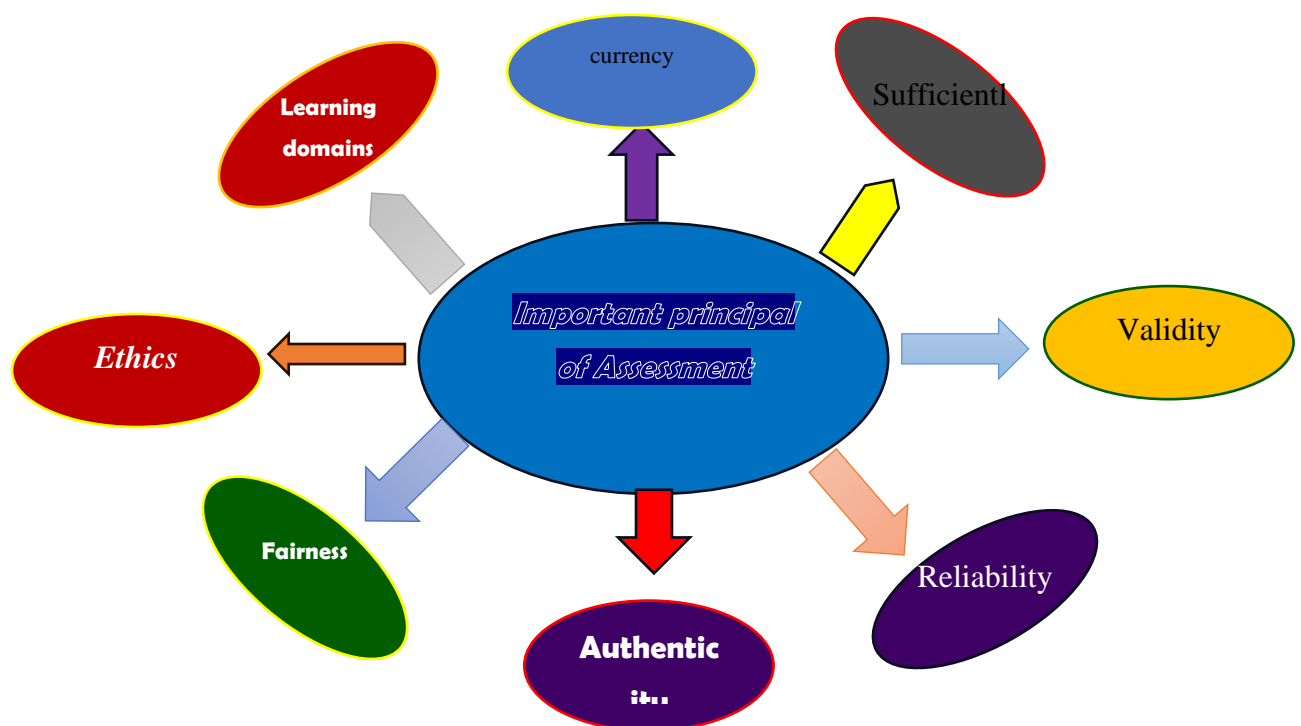 currency
Sufficientl
Learning
domains
Important principal
of Assessment
Validity
Ethics
Fairness
Reliability
Authentic